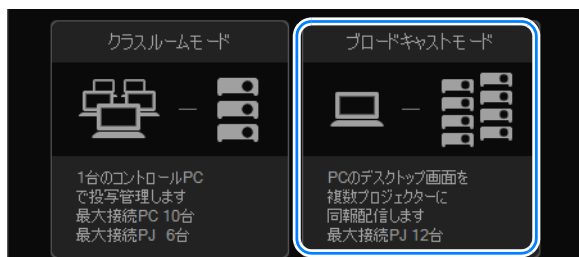 クラスルームモード
1台のコントロールPC
で投写管理します
最大接続PC 10台
最大接続PJ 6台
ブロードキャストモード
PCのデスクトップ画面を
複数プロジェクターに
同報配信します
最大接続PJ 12台